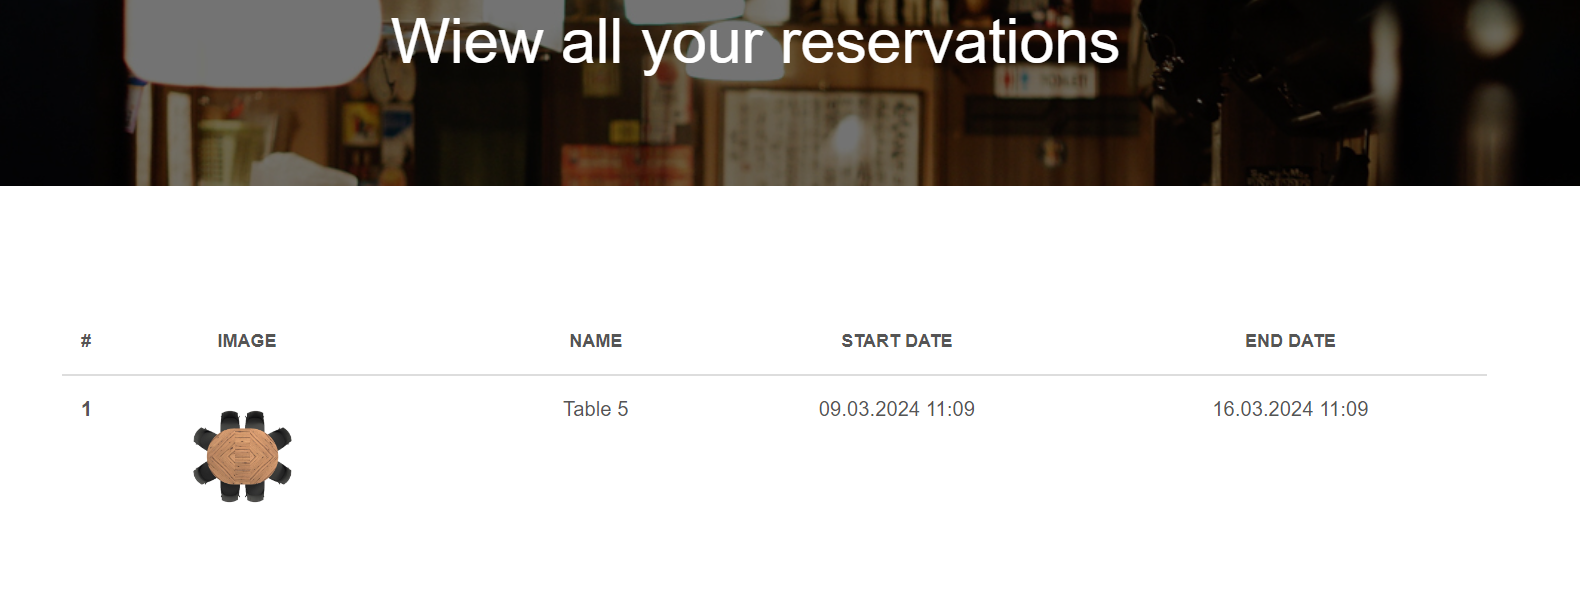 Wiew all your reservations
# IMAGE NAME START DATE END DATE
1 Table 5 09.03.2024 11:09 16.03.2024 11:09